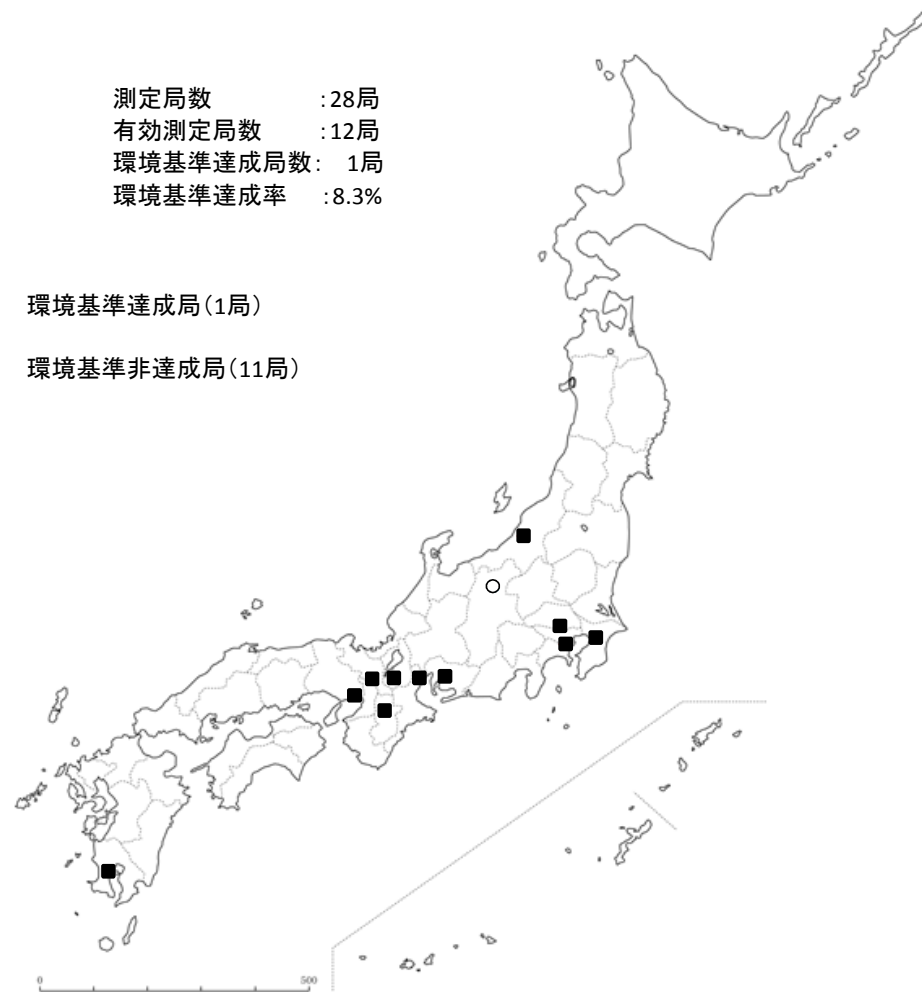 測定局数　　　　：28局
有効測定局数　　：12局
環境基準達成局数：　1局
環境基準達成率　：8.3%
環境基準達成局（1局）
環境基準非達成局（11局）
0　500